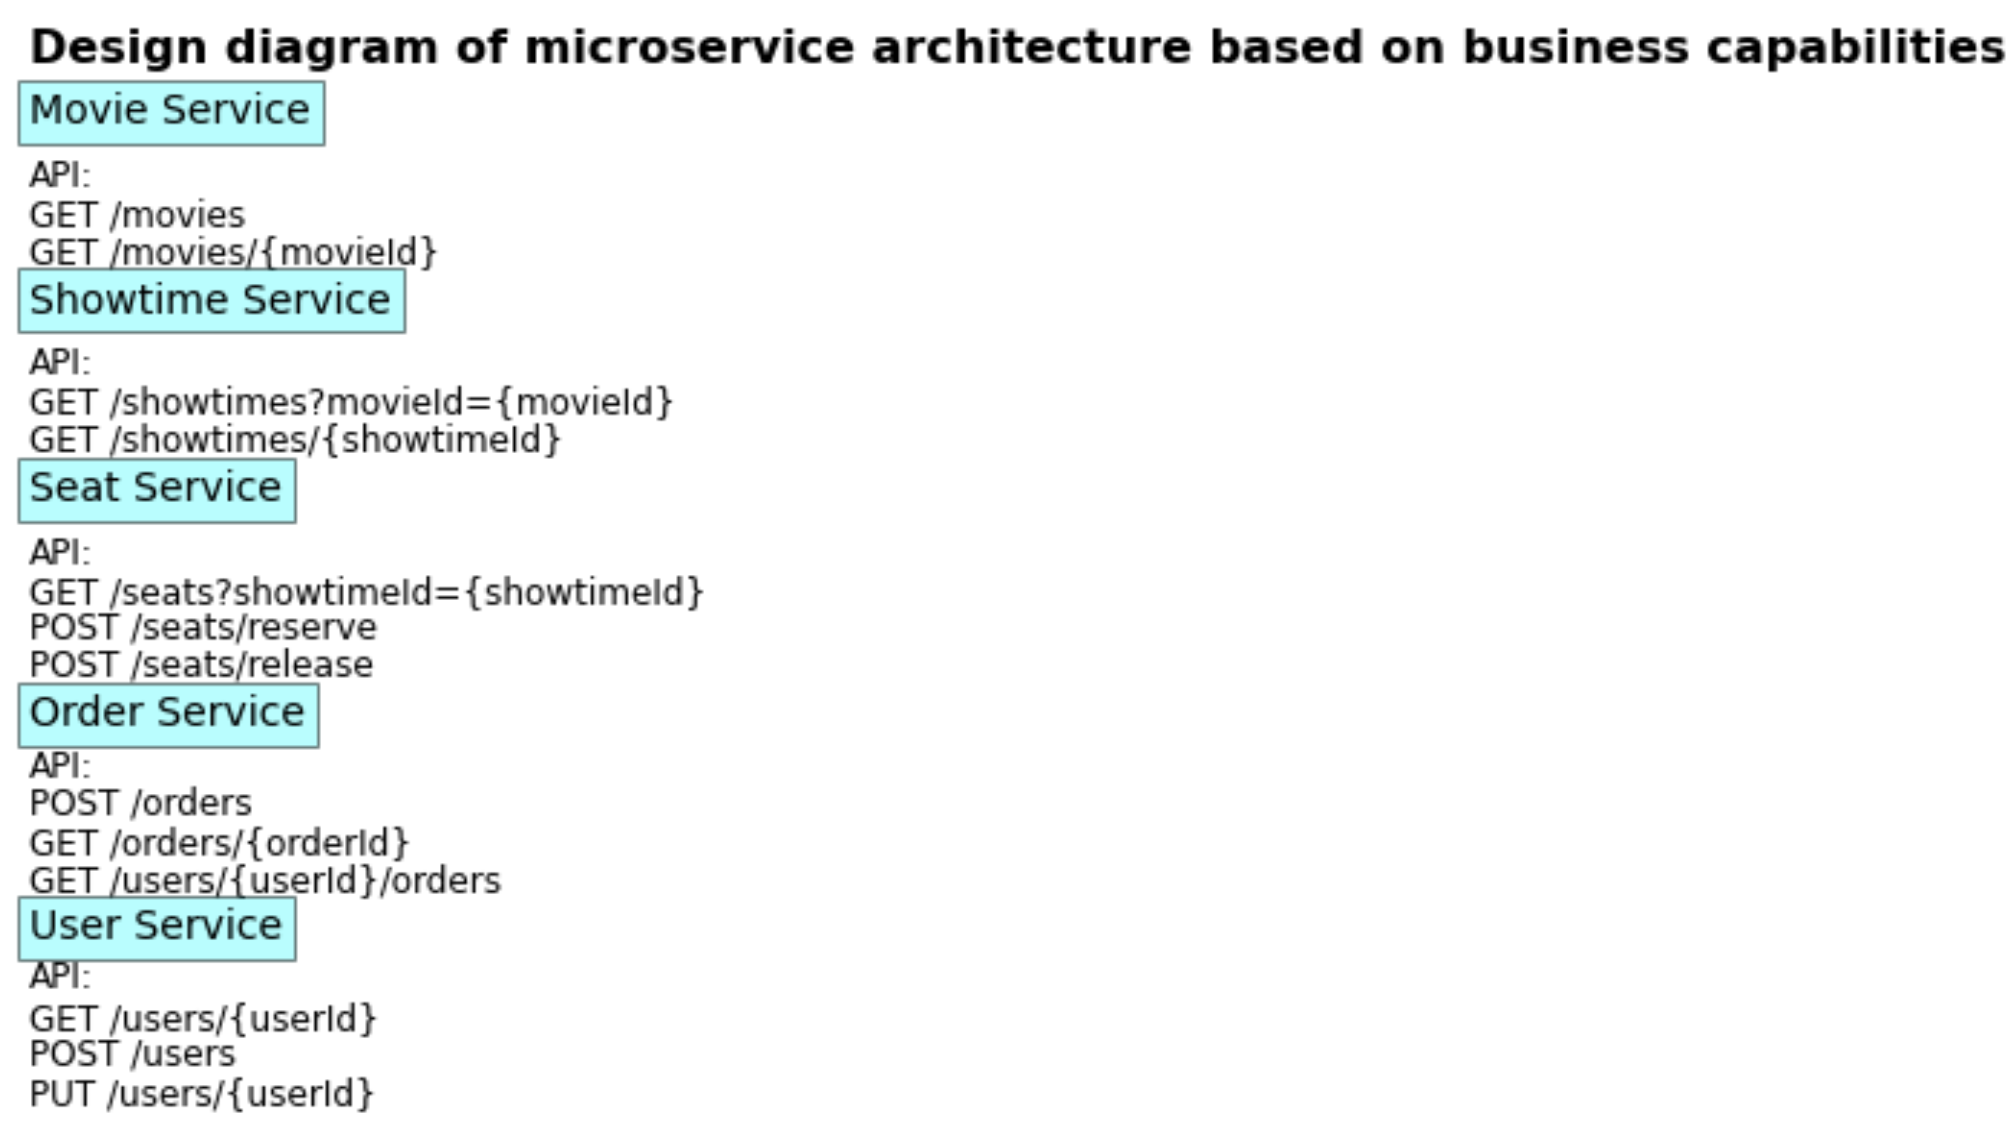 Design diagram of microservice architecture based on business capabilities
Movie Service
API:
GET /movies
GET /movies/{movieId}
Showtime Service
API:
GET /showtimes?movieId={movieId}
GET /showtimes/{showtimeId}
Seat Service
API:
GET /seats?showtimeId={showtimeId}
POST /seats/reserve
POST /seats/release
Order Service
API:
POST /orders
GET /orders/{orderId}
GET /users/{userId}/orders
User Service
API:
GET /users/{userId}
POST /users
PUT /users/{userId}